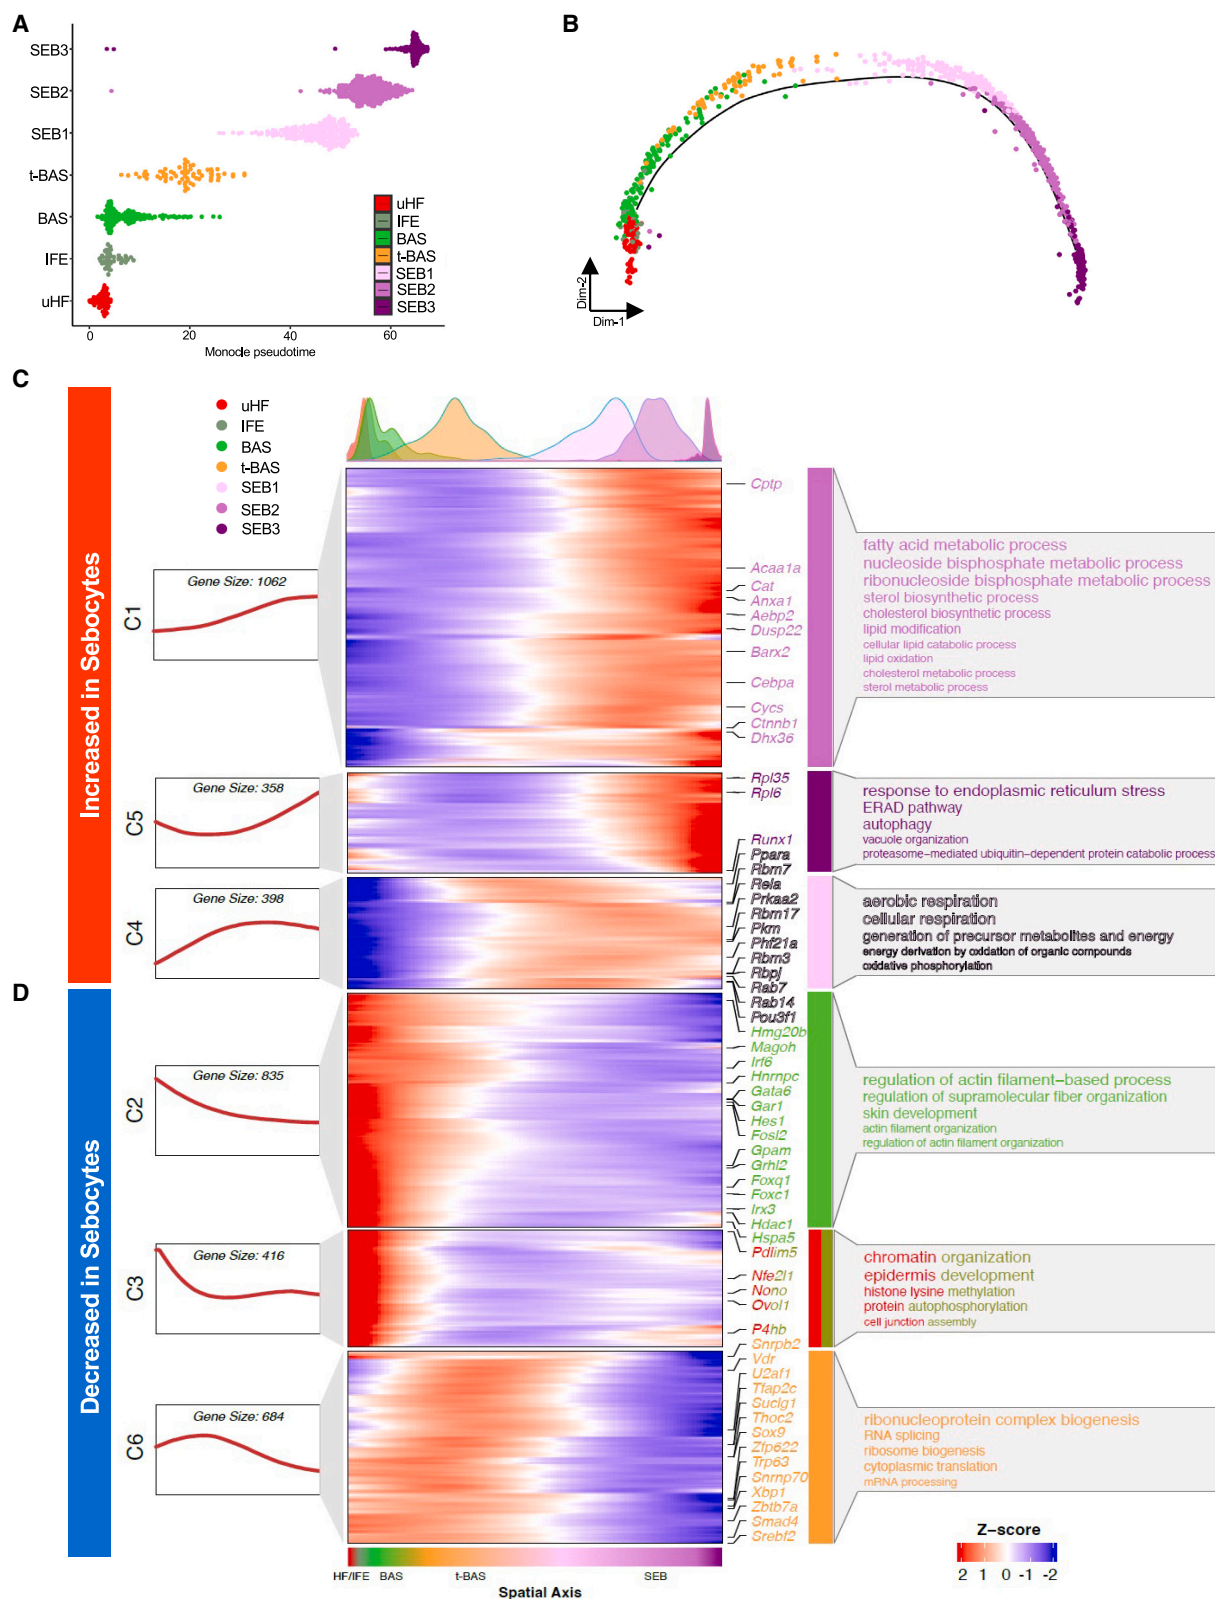 A
SEB3
SEB2
SEB1
t-BAS
BAS
IFE
uHF
0
20
40
60
Monocle pseudotime
uHF
IFE
BAS
t-BAS
SEB1
SEB2
SEB3
B
Dim-2
Dim-1
C
Increased in Sebocytes
uHF
IFE
BAS
t-BAS
SEB1
SEB2
SEB3
C1
Gene Size: 1062
Cptp
Acaa1a
Cat
Anxa1
Aebp2
Dusp22
Barx2
Cebpa
Cycs
Ctnnb1
Dhx36
fatty acid metabolic process
nucleoside bisphosphate metabolic process
ribonucleoside bisphosphate metabolic process
sterol biosynthetic process
cholesterol biosynthetic process
lipid modification
cellular lipid catabolic process
lipid oxidation
cholesterol metabolic process
sterol metabolic process
C5
Gene Size: 358
Rpl35
Rpl6
Runx1
response to endoplasmic reticulum stress
ERAD pathway
autophagy
vacuole organization
proteasome-mediated ubiquitin-dependent protein catabolic process
C4
Gene Size: 398
Ppara
Rbm7
Rela
Prkaa2
Rbm17
Pkm
Phf21a
Rbm3
Rbpj
Rab7
Rab14
Pou3f1
aerobic respiration
cellular respiration
generation of precursor metabolites and energy
energy derivation by oxidation of organic compounds
oxidative phosphorylation
D
Decreased in Sebocytes
C2
Gene Size: 835
Hmg20b
Magoh
Irf6
Hnrnpc
Gata6
Gar1
Hes1
Fosl2
Gpam
Grhl2
Foxq1
Foxc1
Irx3
Hdac1
Hspa5
regulation of actin filament-based process
regulation of supramolecular fiber organization
skin development
actin filament organization
regulation of actin filament organization
C3
Gene Size: 416
Pdlim5
Nfe2l1
Nono
Ovol1
P4hb
chromatin organization
epidermis development
histone lysine methylation
protein autophosphorylation
cell junction assembly
C6
Gene Size: 684
Snrpb2
Vdr
U2af1
Tfap2c
Suclg1
Thoc2
Sox9
Zfp622
Trp63
Snrnp70
Xbp1
Zbtb7a
Smad4
Srebf2
ribonucleoprotein complex biogenesis
RNA splicing
ribosome biogenesis
cytoplasmic translation
mRNA processing
HF/IFE
BAS
t-BAS
SEB
Spatial Axis
Z-score
2 1 0 -1 -2